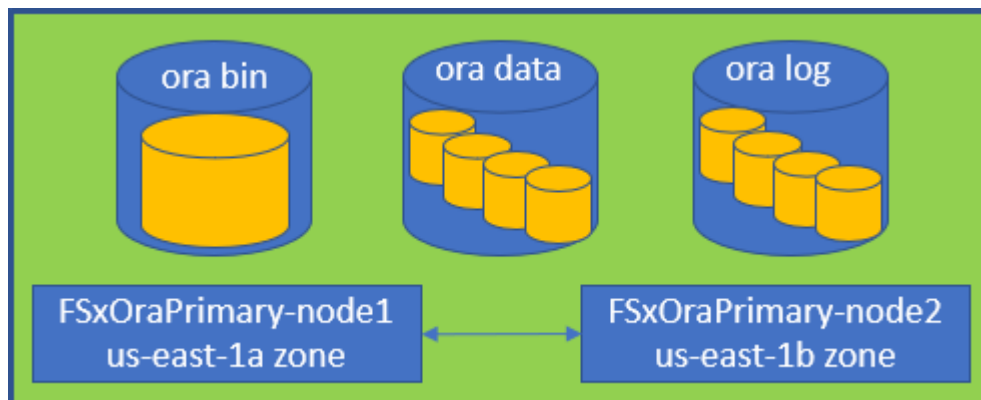 ora bin
ora data
ora log
FSxOraPrimary-node1
us-east-1a zone
FSxOraPrimary-node2
us-east-1b zone